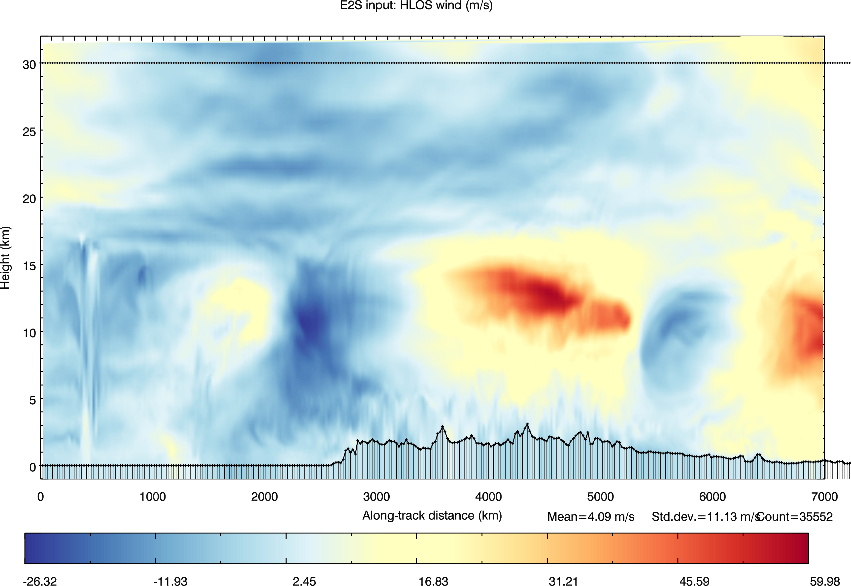 E2S input: HLOS wind (m/s)
30
25
20
15
10
5
0
Height (km)
0 1000 2000 3000 4000 5000 6000 7000
Along-track distance (km)
Mean=4.09 m/s Std.dev.=11.13 m/s Count=35552
-26.32 -11.93 2.45 16.83 31.21 45.59 59.98